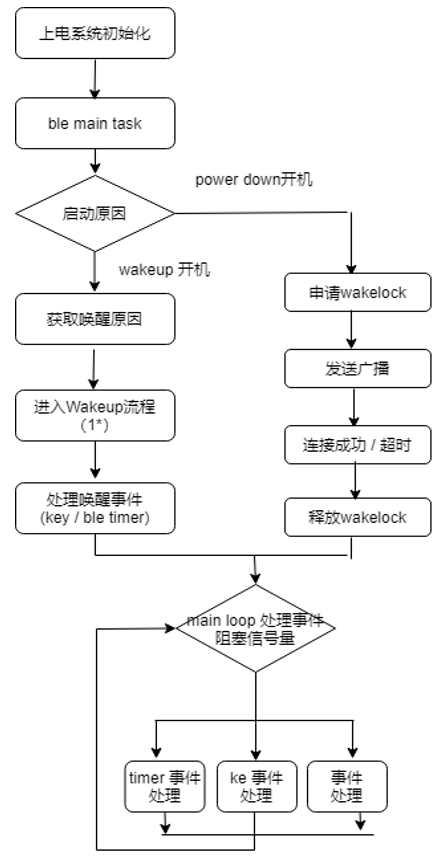 上电系统初始化
ble main task
power down开机
启动原因
wakeup 开机
获取唤醒原因
申请wakelock
发送广播
进入Wakeup流程
（1*）
连接成功 / 超时
处理唤醒事件
(key / ble timer)
释放wakelock
main loop 处理事件
阻塞信号量
timer 事件
处理
ke 事件
处理
事件
处理